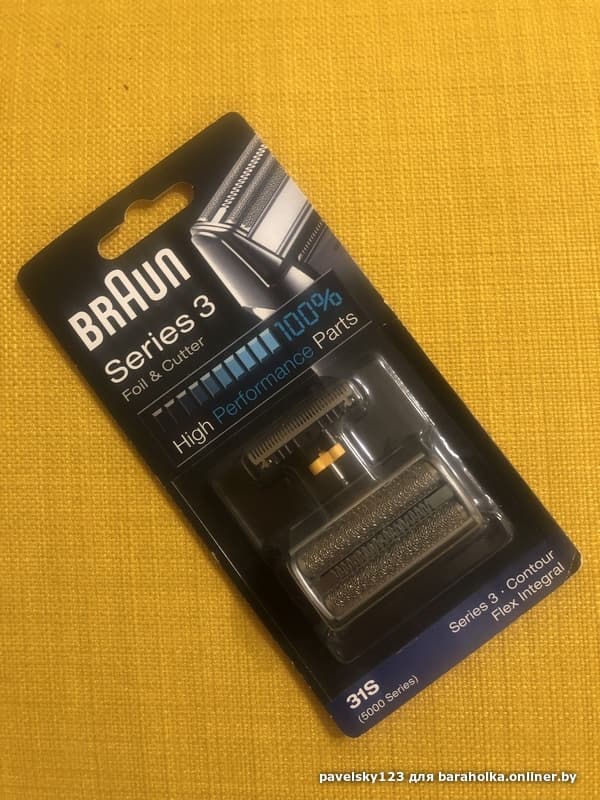 BRAUN
Series 3
Foil & Cutter
100%
High Performance Parts
Series 3 · Contour
Flex Integral
31S
(5000 Series)
pavelsky123 для baraholka.onliner.by